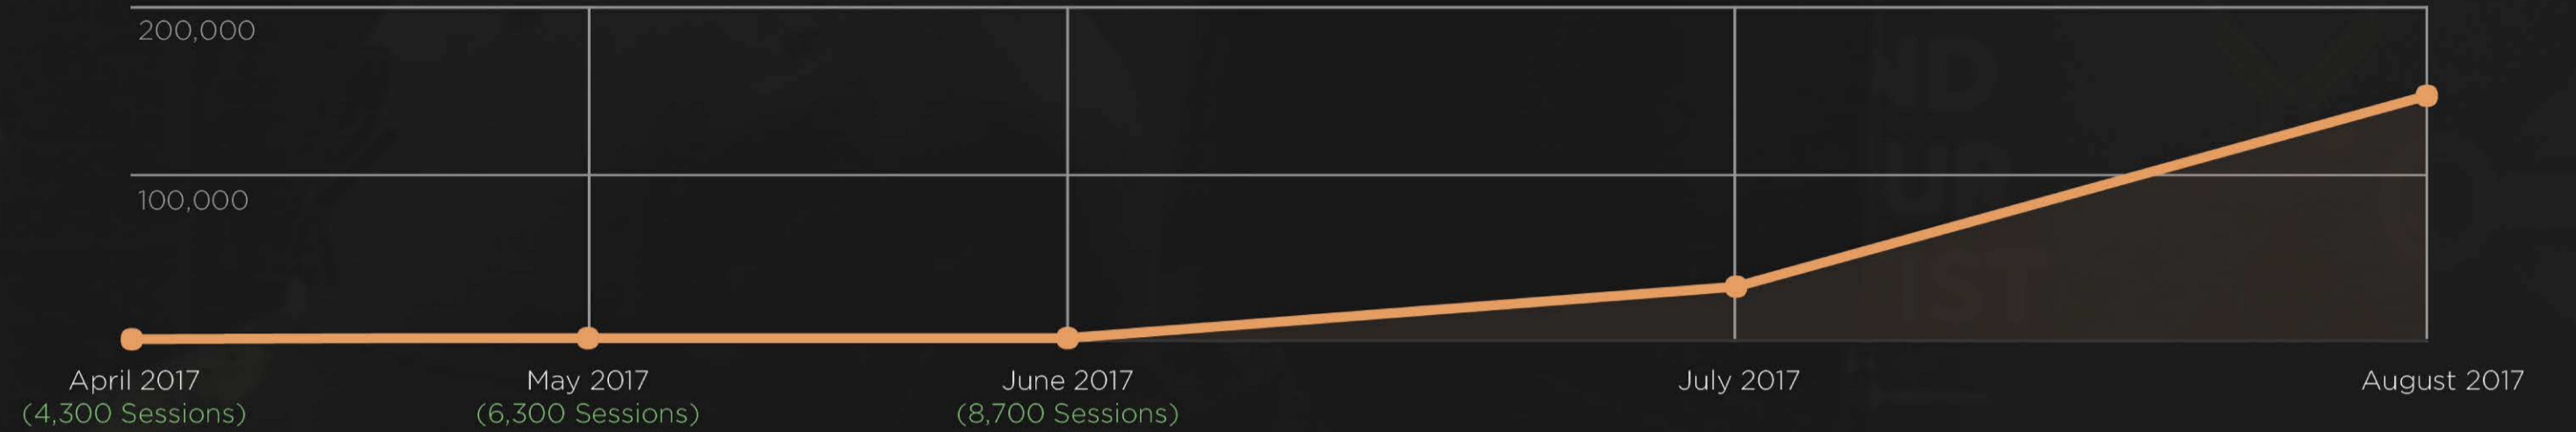 200,000
100,000
April 2017
(4,300 Sessions)
May 2017
(6,300 Sessions)
June 2017
(8,700 Sessions)
July 2017
August 2017